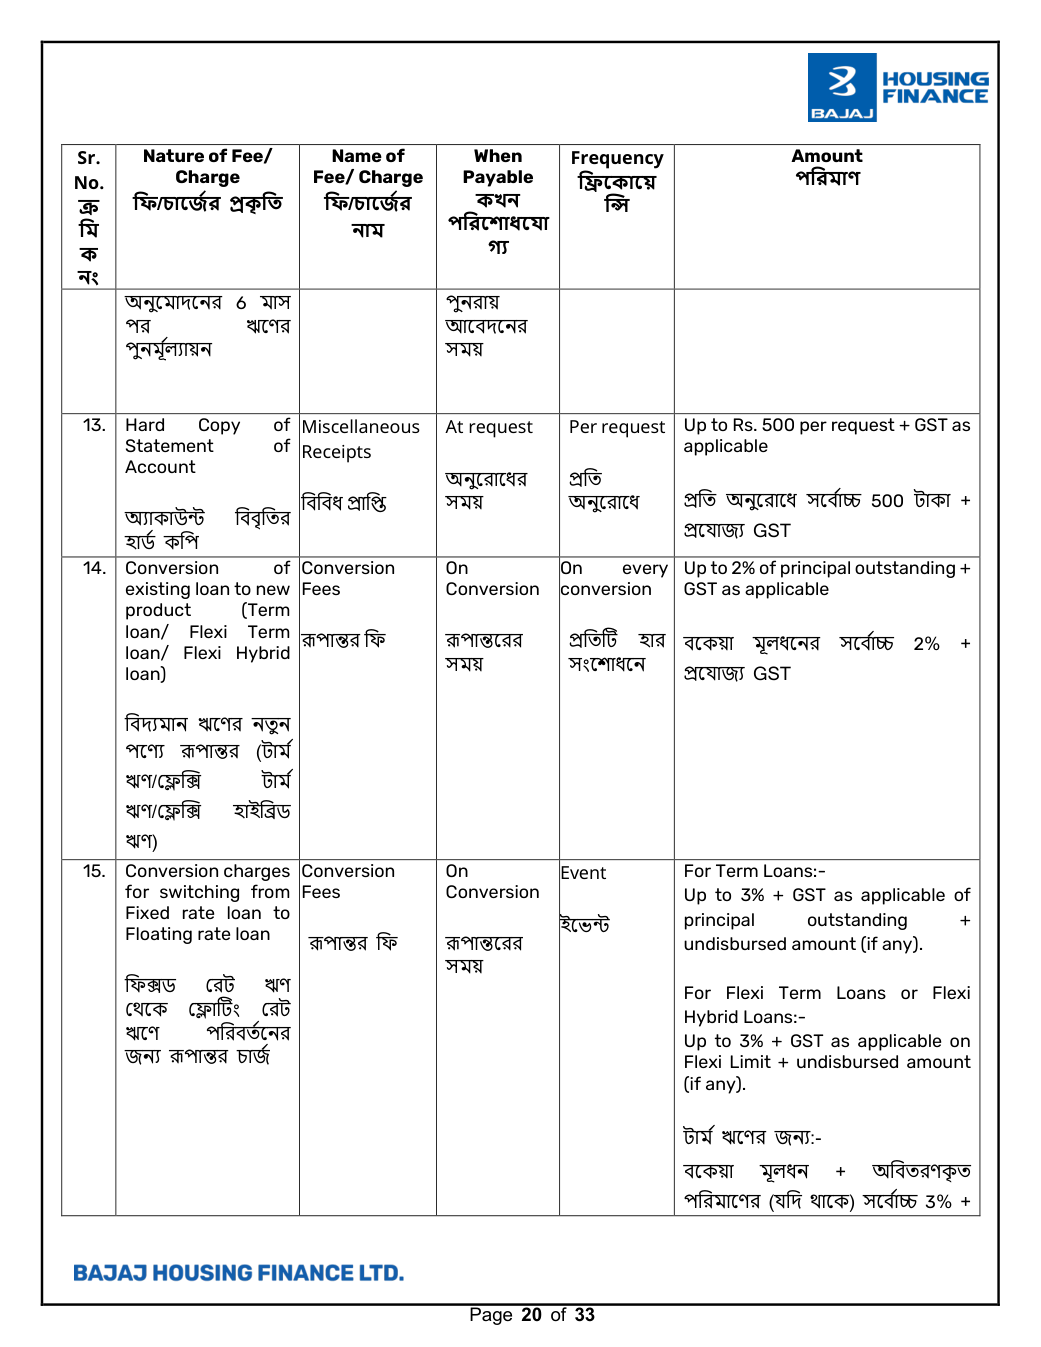 HOUSING
FINANCE
BAJAJ
Sr.
No.
ক্র
মি
ক
নং
Nature of Fee/
Charge
ফি/চার্জের প্রকৃতি
Name of
Fee/ Charge
ফি/চার্জের
নাম
When
Payable
কখন
পরিশোধযো
গ্য
Frequency
ফ্রিকোয়ে
ন্সি
Amount
পরিমাণ
অনুমোদনের 6 মাস
পর ঋণের
পুনর্মূল্যায়ন
পুনরায়
আবেদনের
সময়
13.
Hard Copy of
Statement of
Account
অ্যাকাউন্ট বিবৃতির
হার্ড কপি
Miscellaneous
Receipts
বিবিধ প্রাপ্তি
At request
অনুরোধের
সময়
Per request
প্রতি
অনুরোধে
Up to Rs. 500 per request + GST as
applicable
প্রতি অনুরোধে সর্বোচ্চ 500 টাকা +
প্রযোজ্য GST
14.
Conversion of
existing loan to new
product (Term
loan/ Flexi Term
loan/ Flexi Hybrid
loan)
বিদ্যমান ঋণের নতুন
পণ্যে রূপান্তর (টার্ম
ঋণ/ফ্লেক্সি টার্ম
ঋণ/ফ্লেক্সি হাইব্রিড
ঋণ)
Conversion
Fees
রূপান্তর ফি
On
Conversion
রূপান্তরের
সময়
On every
conversion
প্রতিটি হার
সংশোধনে
Up to 2% of principal outstanding +
GST as applicable
বকেয়া মূলধনের সর্বোচ্চ 2% +
প্রযোজ্য GST
15.
Conversion charges
for switching from
Fixed rate loan to
Floating rate loan
ফিক্সড রেট ঋণ
থেকে ফ্লোটিং রেট
ঋণে পরিবর্তনের
জন্য রূপান্তর চার্জ
Conversion
Fees
রূপান্তর ফি
On
Conversion
রূপান্তরের
সময়
Event
ইভেন্ট
For Term Loans:-
Up to 3% + GST as applicable of
principal outstanding +
undisbursed amount (if any).
For Flexi Term Loans or Flexi
Hybrid Loans:-
Up to 3% + GST as applicable on
Flexi Limit + undisbursed amount
(if any).
টার্ম ঋণের জন্য:-
বকেয়া মূলধন + অবিতরণকৃত
পরিমাণের (যদি থাকে) সর্বোচ্চ 3% +
BAJAJ HOUSING FINANCE LTD.
Page 20 of 33